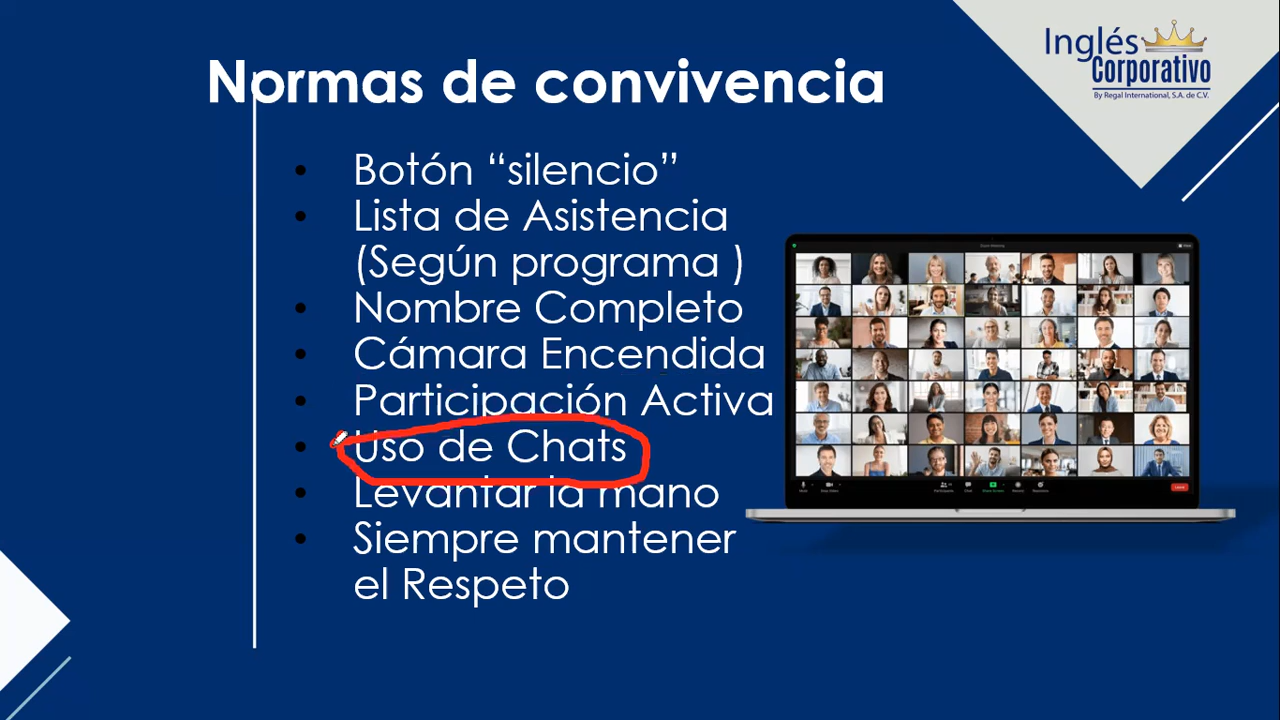 Inglés
Corporativo
By Regal International, S.A. de C.V.
Normas de convivencia
Botón “silencio”
Lista de Asistencia
(Según programa )
Nombre Completo
Cámara Encendida
Participación Activa
Uso de Chats
Levantar la mano
Siempre mantener
el Respeto